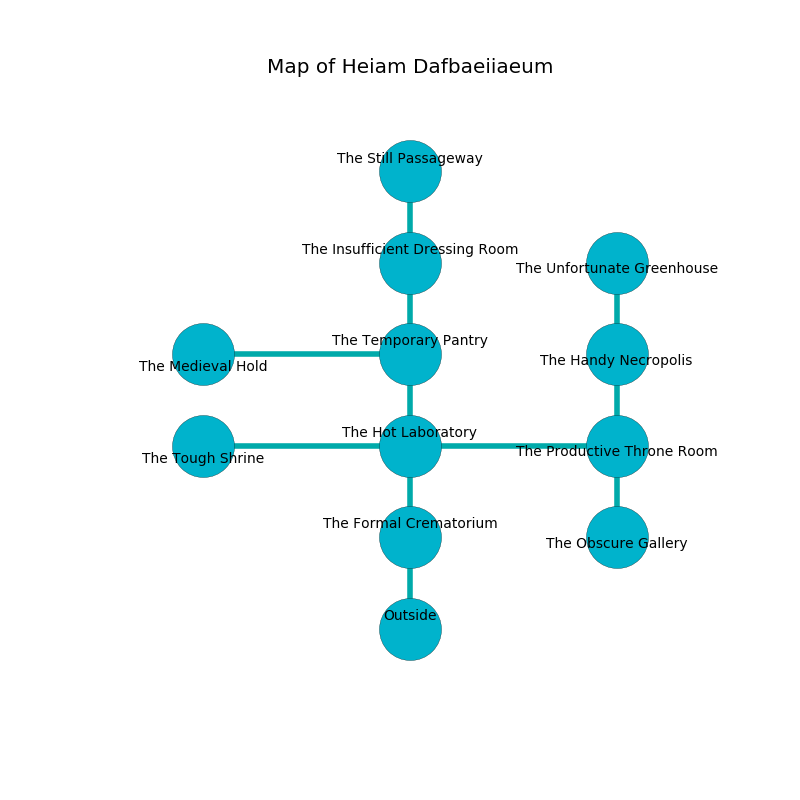 Map of Heiam Dafbaeiiaeum
The Still Passageway
The Insufficient Dressing Room
The Unfortunate Greenhouse
The Temporary Pantry
The Handy Necropolis
The Medieval Hold
The Hot Laboratory
The Productive Throne Room
The Tough Shrine
The Formal Crematorium
The Obscure Gallery
Outside